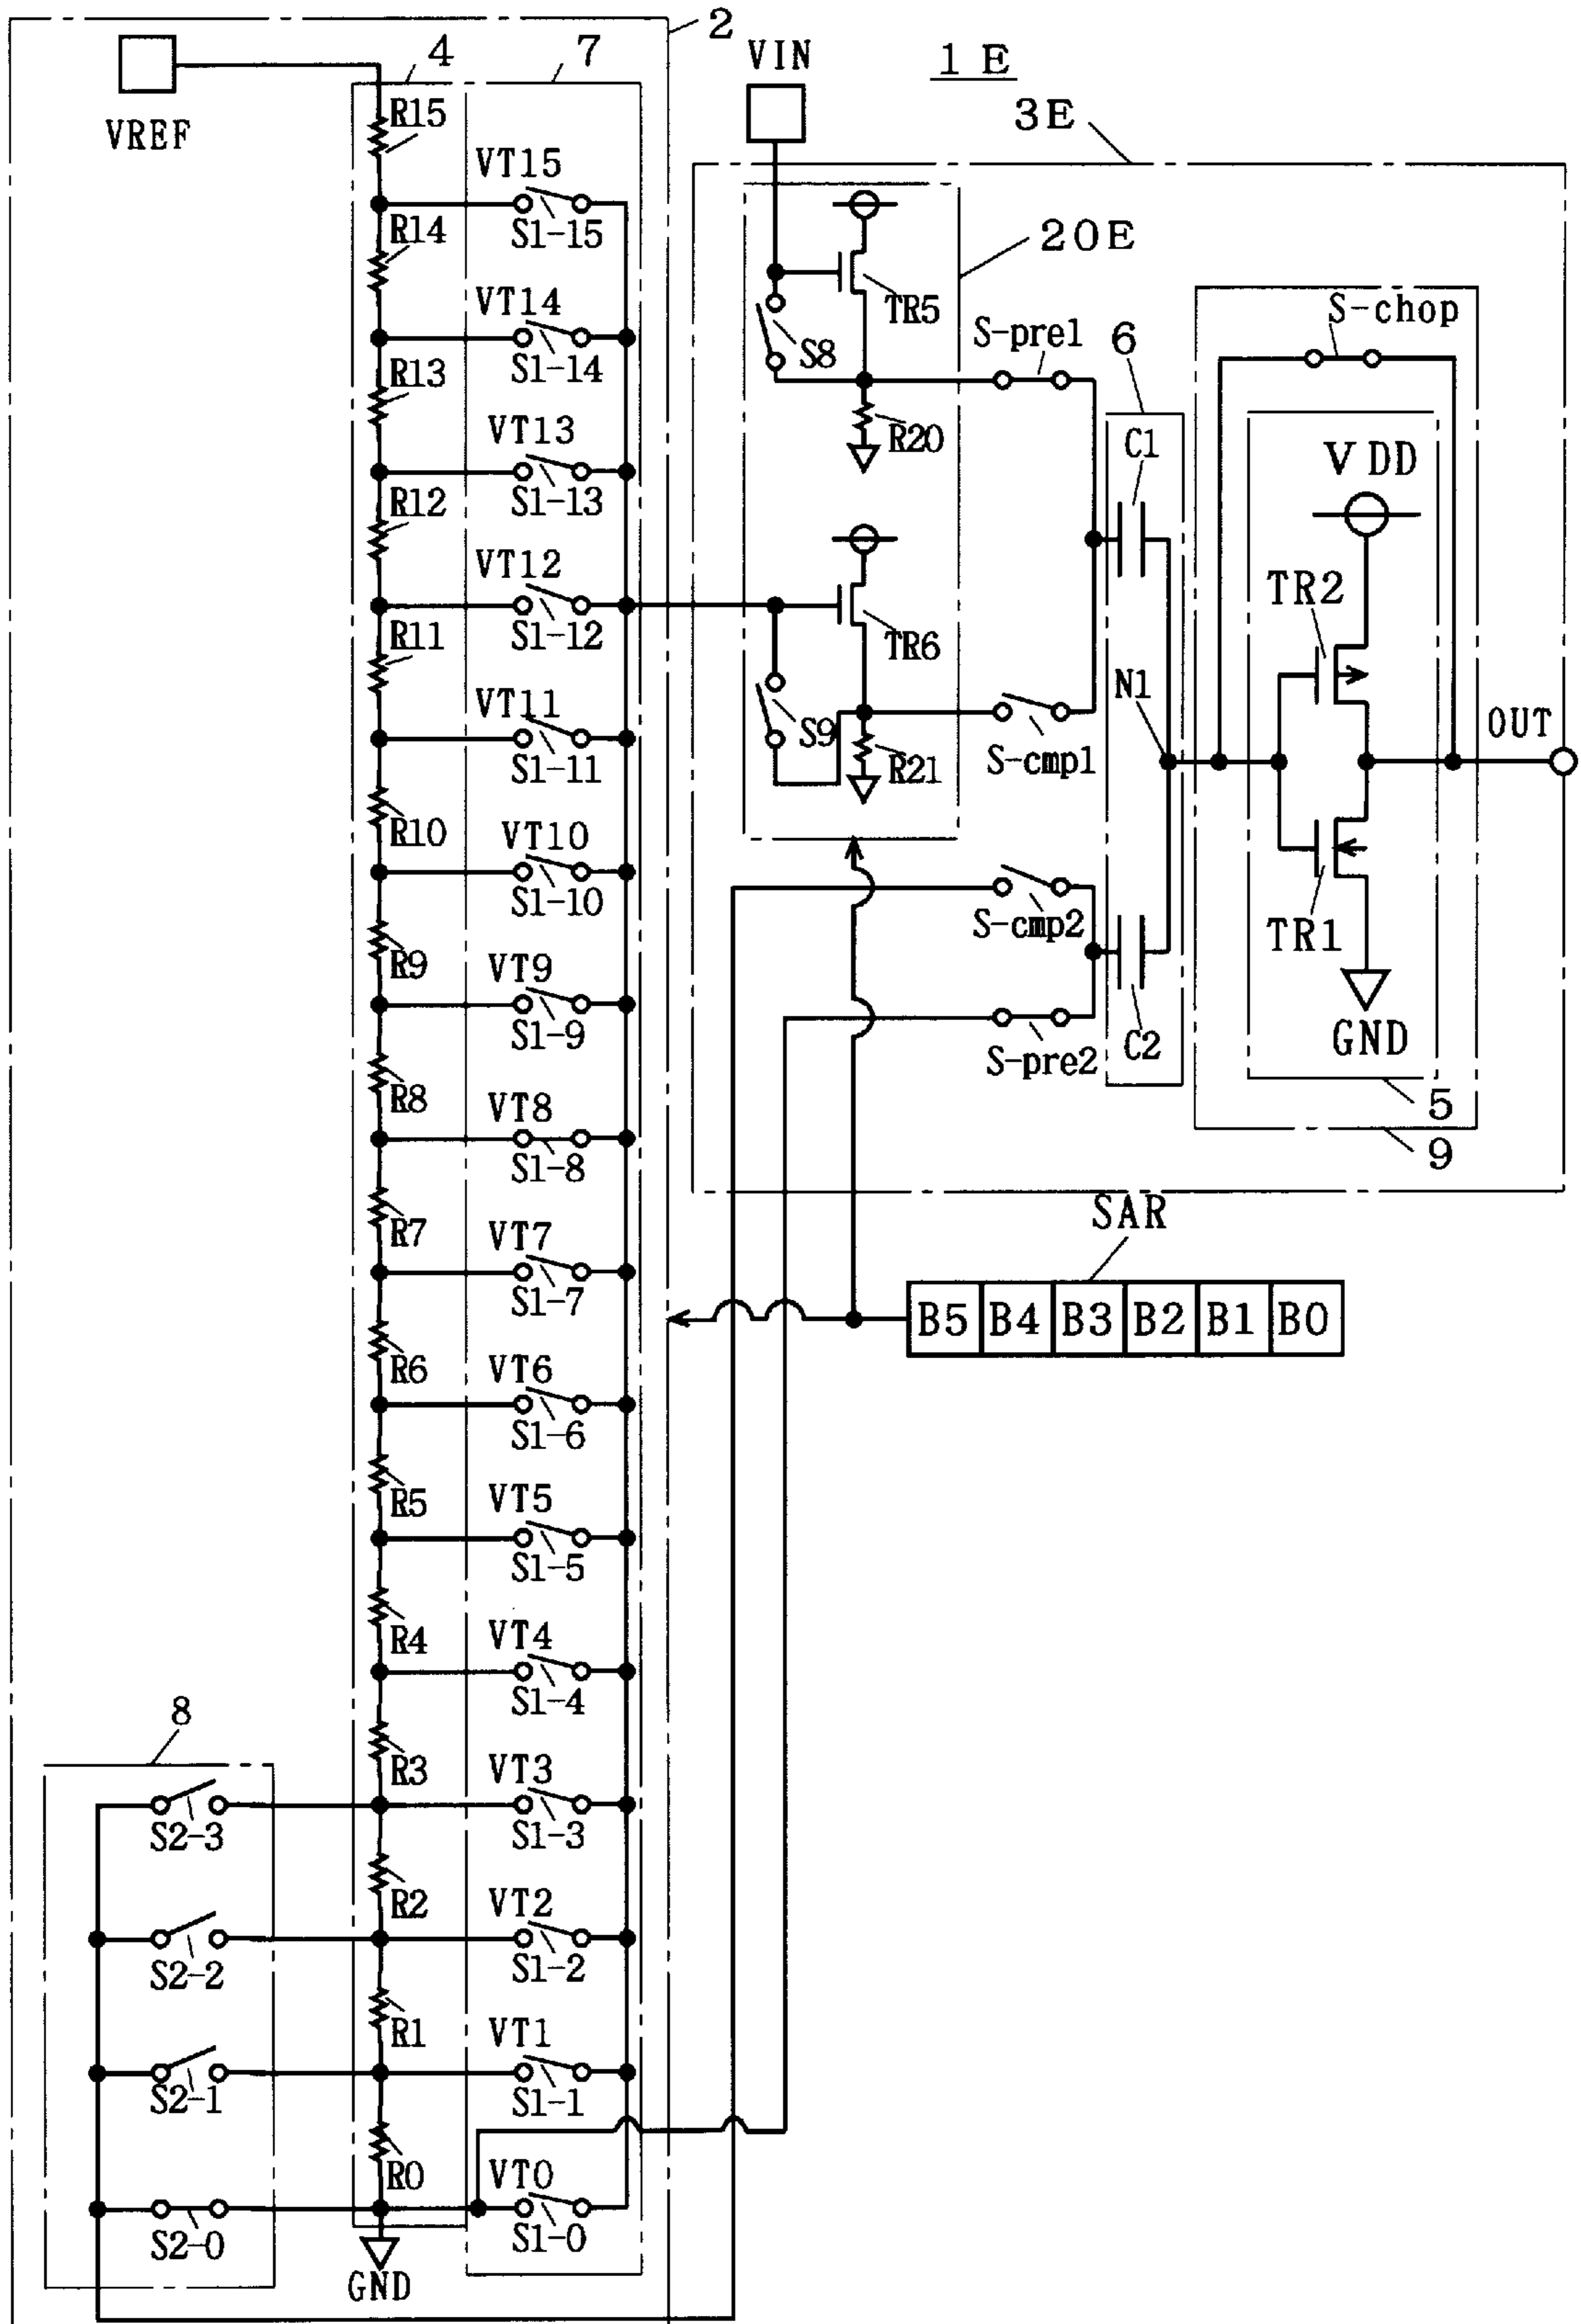 2
VIN
1E
VREF
4
7
3E
R15
VT15
S1-15
20E
R14
TR5
VT14
S1-14
S8
S-pre1
6
S-chop
R13
VT13
S1-13
R20
C1
VDD
R12
VT12
S1-12
TR2
R11
TR6
VT11
S1-11
S9
R21
S-cmp1
N1
OUT
R10
VT10
S1-10
S-cmp2
TR1
R9
VT9
S1-9
S-pre2
C2
GND
R8
VT8
S1-8
5
9
R7
VT7
S1-7
SAR
B5 B4 B3 B2 B1 B0
R6
VT6
S1-6
R5
VT5
S1-5
R4
VT4
S1-4
8
R3
VT3
S2-3
S1-3
R2
VT2
S2-2
S1-2
R1
VT1
S2-1
S1-1
R0
VT0
S2-0
S1-0
GND